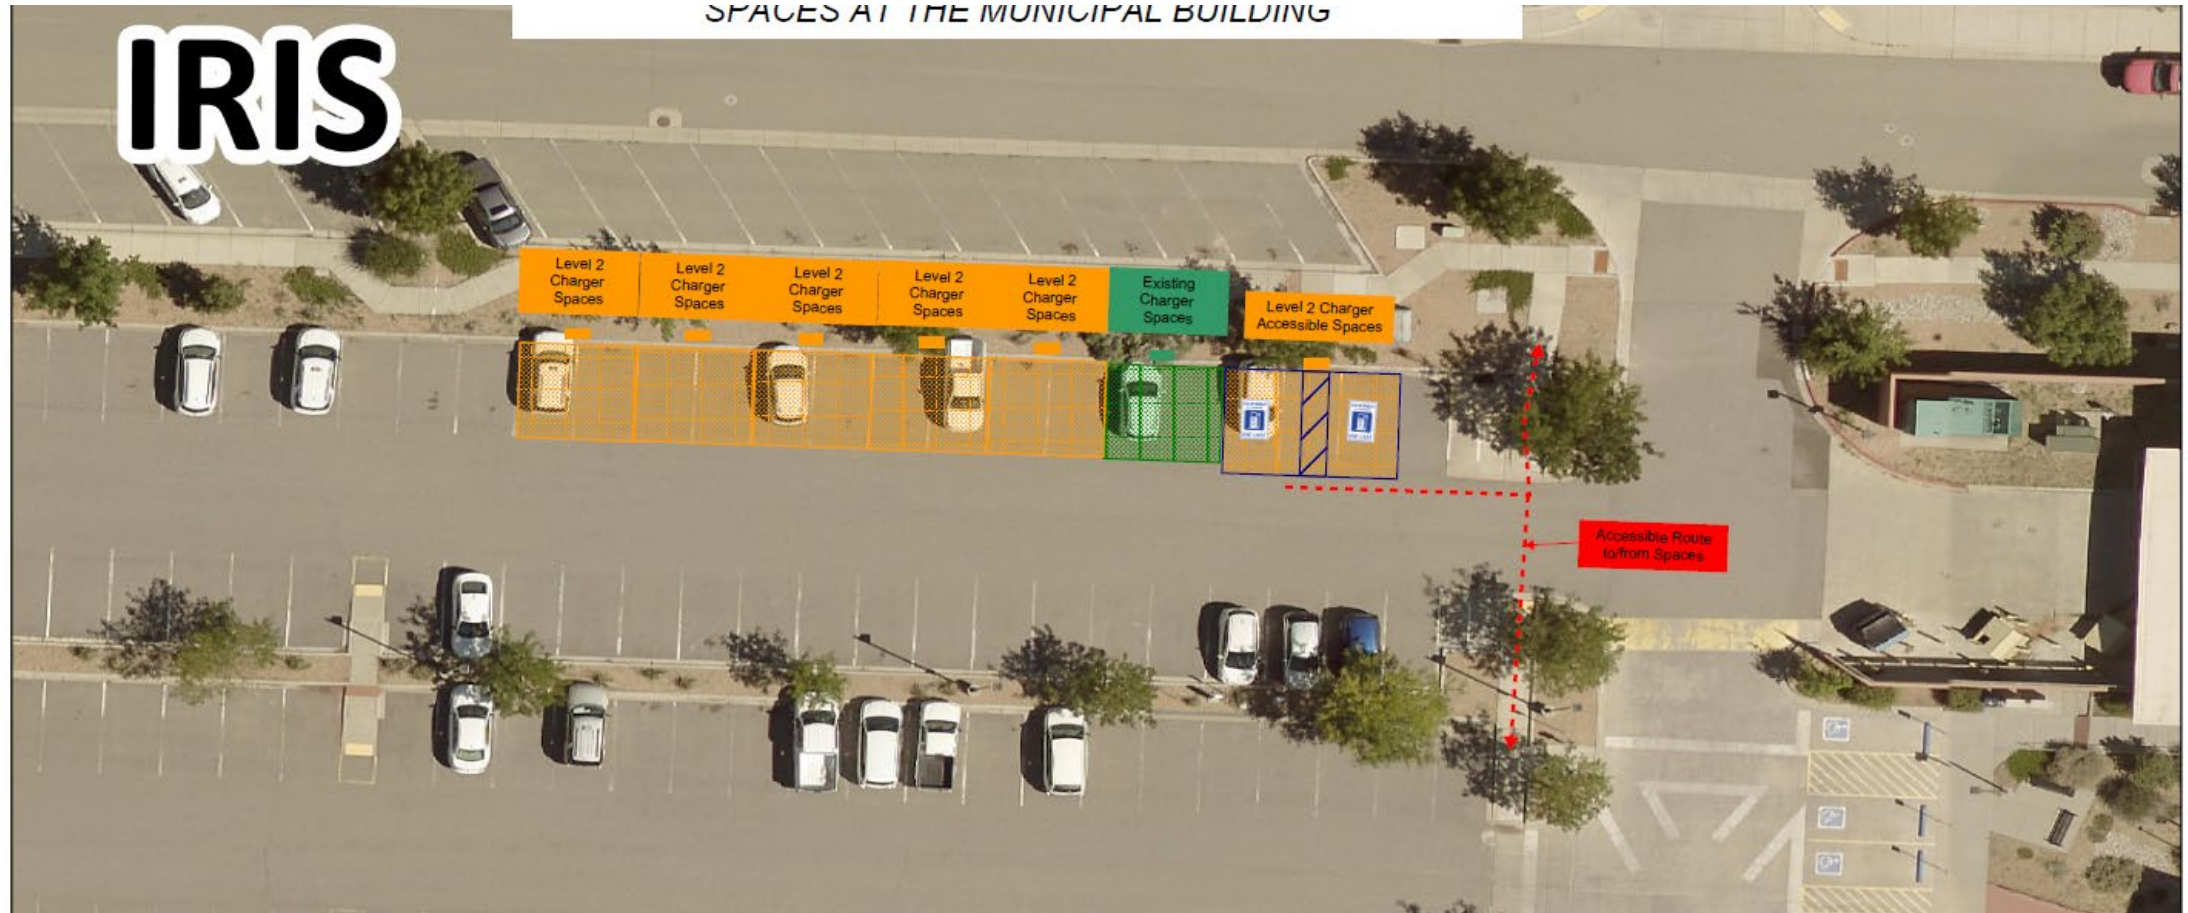 SPACES AT THE MUNICIPAL BUILDING
IRIS
Level 2
Charger
Spaces
Level 2
Charger
Spaces
Level 2
Charger
Spaces
Level 2
Charger
Spaces
Level 2
Charger
Spaces
Existing
Charger
Spaces
Level 2 Charger
Accessible Spaces
Accessible Route
to/from Spaces